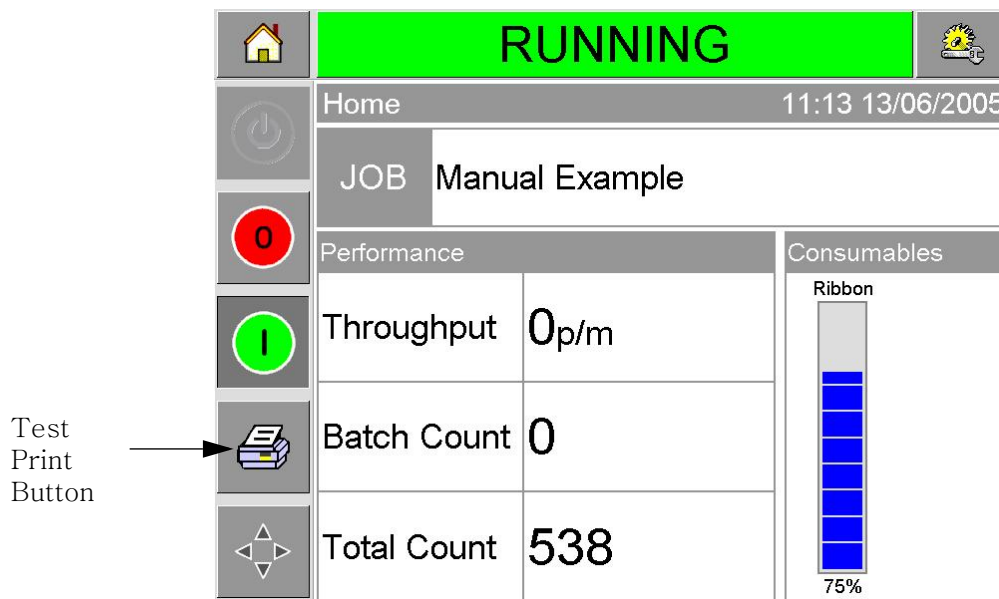 RUNNING
Home 11:13 13/06/2005
JOB Manual Example
0
Performance
Consumables
Ribbon
I
Throughput 0p/m
Test
Print
Button
Batch Count 0
Total Count 538
75%